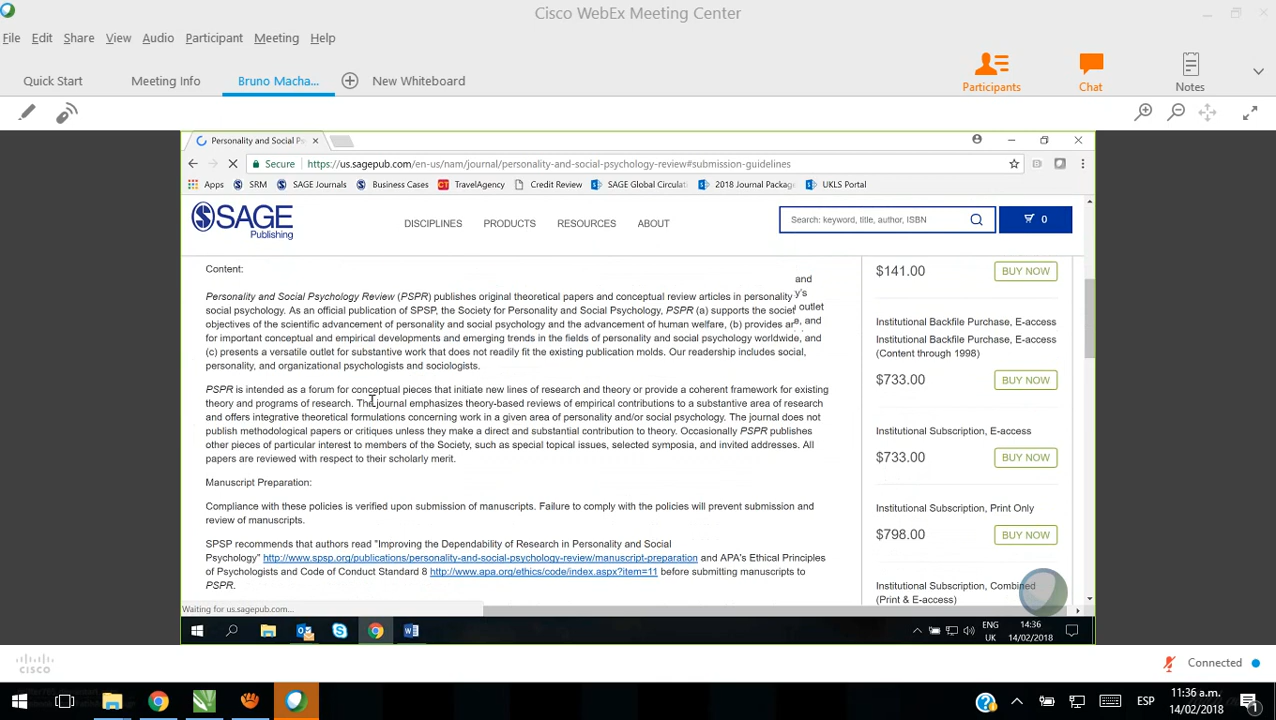 Cisco WebEx Meeting Center
File Edit Share View Audio Participant Meeting Help
Quick Start Meeting Info Bruno Macha... New Whiteboard
Participants Chat Notes
Personality and Social Ps
Secure https://us.sagepub.com/en-us/nam/journal/personality-and-social-psychology-review#submission-guidelines
Apps SRM SAGE Journals Business Cases CT TravelAgency Credit Review SAGE Global Circulati 2018 Journal Package UKLS Portal
SAGE
Publishing
DISCIPLINES PRODUCTS RESOURCES ABOUT
Search: keyword, title, author, ISBN
0
Content:
and
Personality and Social Psychology Review (PSPR) publishes original theoretical papers and conceptual review articles in personality y's
social psychology. As an official publication of SPSP, the Society for Personality and Social Psychology, PSPR (a) supports the societ outlet
objectives of the scientific advancement of personality and social psychology and the advancement of human welfare, (b) provides ar a, and
for important conceptual and empirical developments and emerging trends in the fields of personality and social psychology worldwide, and
(c) presents a versatile outlet for substantive work that does not readily fit the existing publication molds. Our readership includes social,
personality, and organizational psychologists and sociologists.
PSPR is intended as a forum for conceptual pieces that initiate new lines of research and theory or provide a coherent framework for existing
theory and programs of research. The journal emphasizes theory-based reviews of empirical contributions to a substantive area of research
and offers integrative theoretical formulations concerning work in a given area of personality and/or social psychology. The journal does not
publish methodological papers or critiques unless they make a direct and substantial contribution to theory. Occasionally PSPR publishes
other pieces of particular interest to members of the Society, such as special topical issues, selected symposia, and invited addresses. All
papers are reviewed with respect to their scholarly merit.
Manuscript Preparation:
Compliance with these policies is verified upon submission of manuscripts. Failure to comply with the policies will prevent submission and
review of manuscripts.
SPSP recommends that authors read "Improving the Dependability of Research in Personality and Social
Psychology" http://www.spsp.org/publications/personality-and-social-psychology-review/manuscript-preparation and APA's Ethical Principles
of Psychologists and Code of Conduct Standard 8 http://www.apa.org/ethics/code/index.aspx?item=11 before submitting manuscripts to
PSPR.
$141.00 BUY NOW
Institutional Backfile Purchase, E-access
Institutional Backfile Purchase, E-access
(Content through 1998)
$733.00 BUY NOW
Institutional Subscription, E-access
$733.00 BUY NOW
Institutional Subscription, Print Only
$798.00 BUY NOW
Institutional Subscription, Combined
(Print & E-access)
Waiting for us.sagepub.com...
ENG
UK
14:36
14/02/2018
cisco
Connected
ESP
11:36 a.m.
14/02/2018
1